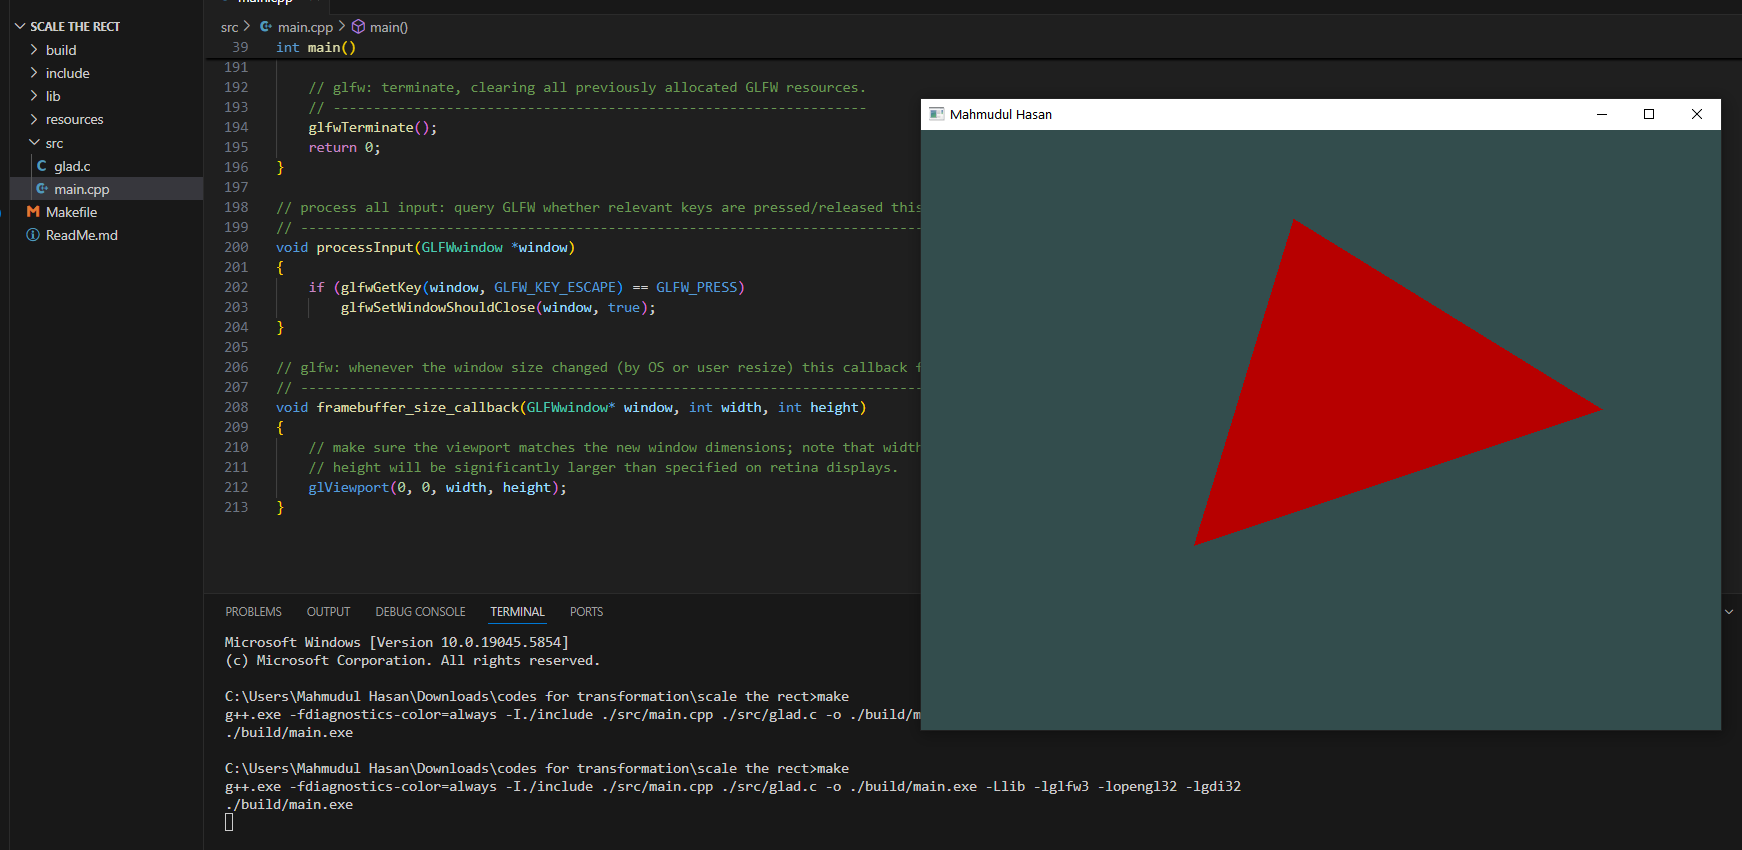 SCALE THE RECT
build
include
lib
resources
src
glad.c
main.cpp
Makefile
ReadMe.md
src > main.cpp > main()
39 int main()
191
192 // glfw: terminate, clearing all previously allocated GLFW resources.
193 // ------------------------------------------------------------------
194 glfwTerminate();
195 return 0;
196 }
197
198 // process all input: query GLFW whether relevant keys are pressed/released this
199 // -----------------------------------------------------------------------------
200 void processInput(GLFWwindow *window)
201 {
202 if (glfwGetKey(window, GLFW_KEY_ESCAPE) == GLFW_PRESS)
203 glfwSetWindowShouldClose(window, true);
204 }
205
206 // glfw: whenever the window size changed (by OS or user resize) this callback f
207 // -----------------------------------------------------------------------------
208 void framebuffer_size_callback(GLFWwindow* window, int width, int height)
209 {
210 // make sure the viewport matches the new window dimensions; note that width
211 // height will be significantly larger than specified on retina displays.
212 glViewport(0, 0, width, height);
213 }
Mahmudul Hasan
PROBLEMS OUTPUT DEBUG CONSOLE TERMINAL PORTS
Microsoft Windows [Version 10.0.19045.5854]
(c) Microsoft Corporation. All rights reserved.
C:\Users\Mahmudul Hasan\Downloads\codes for transformation\scale the rect>make
g++.exe -fdiagnostics-color=always -I./include ./src/main.cpp ./src/glad.c -o ./build/m
./build/main.exe
C:\Users\Mahmudul Hasan\Downloads\codes for transformation\scale the rect>make
g++.exe -fdiagnostics-color=always -I./include ./src/main.cpp ./src/glad.c -o ./build/main.exe -Llib -lglfw3 -lopengl32 -lgdi32
./build/main.exe